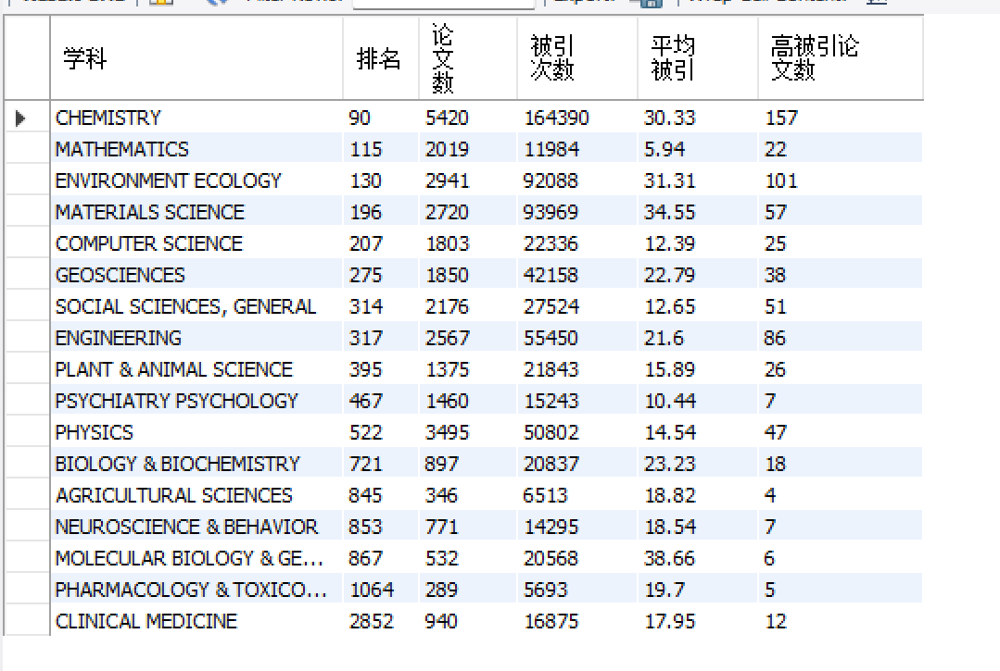 学科 排名 论文数 被引次数 平均被引 高被引论文数
CHEMISTRY 90 5420 164390 30.33 157
MATHEMATICS 115 2019 11984 5.94 22
ENVIRONMENT ECOLOGY 130 2941 92088 31.31 101
MATERIALS SCIENCE 196 2720 93969 34.55 57
COMPUTER SCIENCE 207 1803 22336 12.39 25
GEOSCIENCES 275 1850 42158 22.79 38
SOCIAL SCIENCES, GENERAL 314 2176 27524 12.65 51
ENGINEERING 317 2567 55450 21.6 86
PLANT & ANIMAL SCIENCE 395 1375 21843 15.89 26
PSYCHIATRY PSYCHOLOGY 467 1460 15243 10.44 7
PHYSICS 522 3495 50802 14.54 47
BIOLOGY & BIOCHEMISTRY 721 897 20837 23.23 18
AGRICULTURAL SCIENCES 845 346 6513 18.82 4
NEUROSCIENCE & BEHAVIOR 853 771 14295 18.54 7
MOLECULAR BIOLOGY & GE... 867 532 20568 38.66 6
PHARMACOLOGY & TOXICO... 1064 289 5693 19.7 5
CLINICAL MEDICINE 2852 940 16875 17.95 12